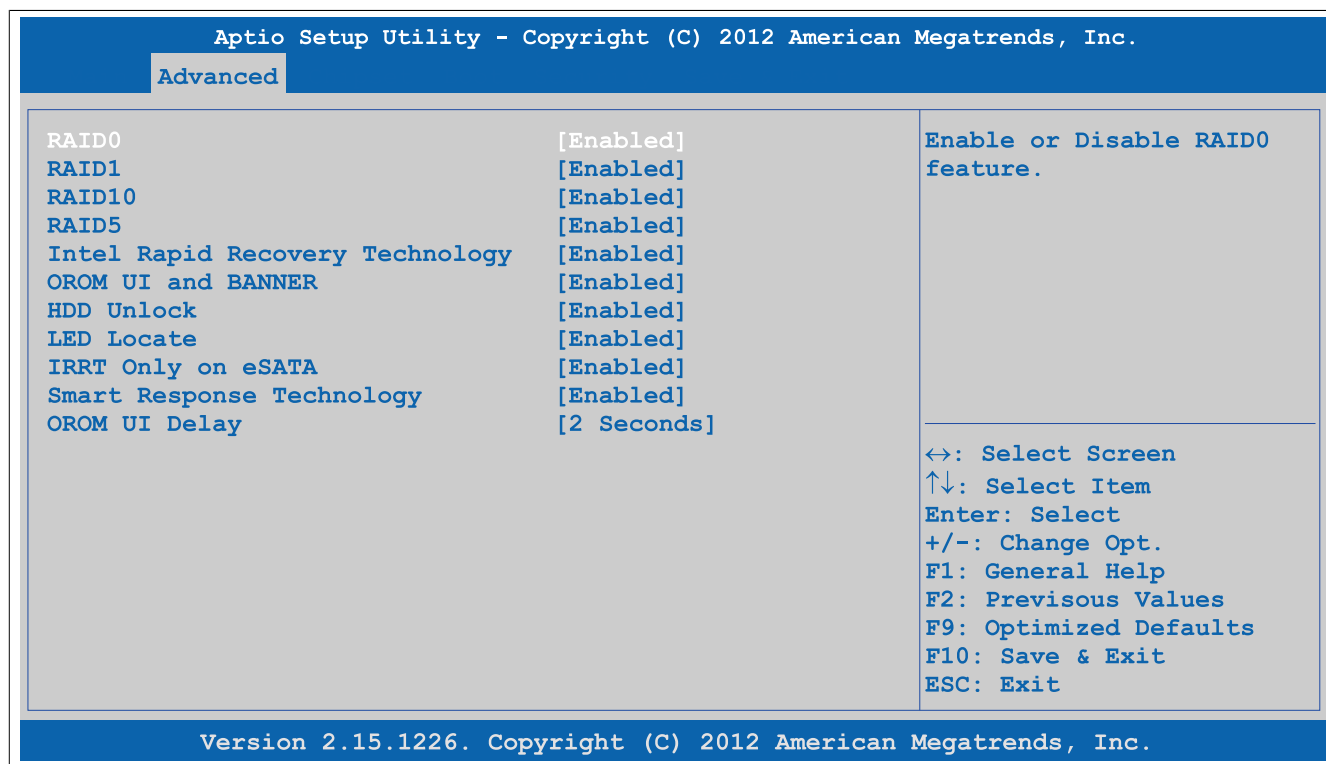 Aptio Setup Utility - Copyright (C) 2012 American Megatrends, Inc.
Advanced
RAID0 [Enabled]
RAID1 [Enabled]
RAID10 [Enabled]
RAID5 [Enabled]
Intel Rapid Recovery Technology [Enabled]
OROM UI and BANNER [Enabled]
HDD Unlock [Enabled]
LED Locate [Enabled]
IRRT Only on eSATA [Enabled]
Smart Response Technology [Enabled]
OROM UI Delay [2 Seconds]
Enable or Disable RAID0
feature.
↔: Select Screen
↑↓: Select Item
Enter: Select
+/-: Change Opt.
F1: General Help
F2: Previsous Values
F9: Optimized Defaults
F10: Save & Exit
ESC: Exit
Version 2.15.1226. Copyright (C) 2012 American Megatrends, Inc.